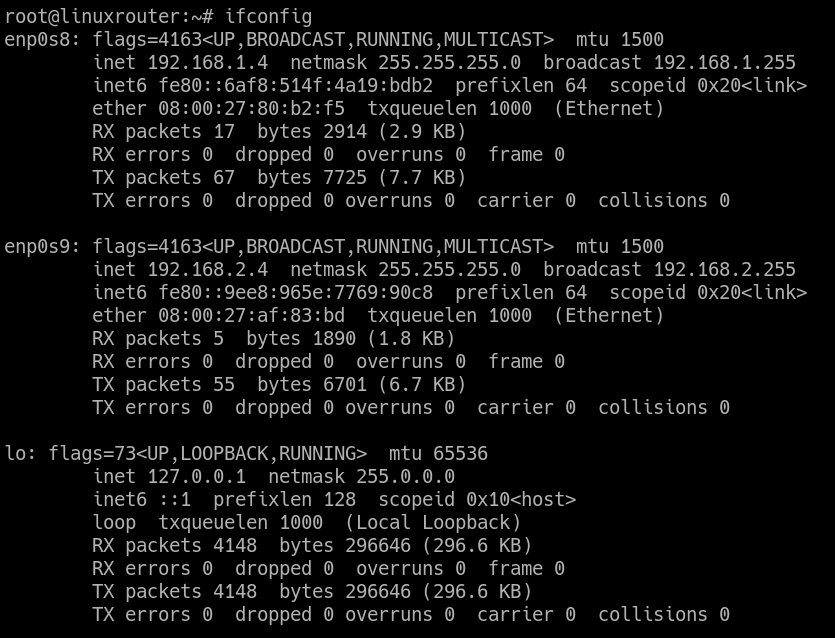 root@linuxrouter:~# ifconfig
enp0s8: flags=4163<UP,BROADCAST,RUNNING,MULTICAST>  mtu 1500
        inet 192.168.1.4  netmask 255.255.255.0  broadcast 192.168.1.255
        inet6 fe80::6af8:514f:4a19:bdb2  prefixlen 64  scopeid 0x20<link>
        ether 08:00:27:80:b2:f5  txqueuelen 1000  (Ethernet)
        RX packets 17  bytes 2914 (2.9 KB)
        RX errors 0  dropped 0  overruns 0  frame 0
        TX packets 67  bytes 7725 (7.7 KB)
        TX errors 0  dropped 0 overruns 0  carrier 0  collisions 0

enp0s9: flags=4163<UP,BROADCAST,RUNNING,MULTICAST>  mtu 1500
        inet 192.168.2.4  netmask 255.255.255.0  broadcast 192.168.2.255
        inet6 fe80::9ee8:965e:7769:90c8  prefixlen 64  scopeid 0x20<link>
        ether 08:00:27:af:83:bd  txqueuelen 1000  (Ethernet)
        RX packets 5  bytes 1890 (1.8 KB)
        RX errors 0  dropped 0  overruns 0  frame 0
        TX packets 55  bytes 6701 (6.7 KB)
        TX errors 0  dropped 0 overruns 0  carrier 0  collisions 0

lo: flags=73<UP,LOOPBACK,RUNNING>  mtu 65536
        inet 127.0.0.1  netmask 255.0.0.0
        inet6 ::1  prefixlen 128  scopeid 0x10<host>
        loop  txqueuelen 1000  (Local Loopback)
        RX packets 4148  bytes 296646 (296.6 KB)
        RX errors 0  dropped 0  overruns 0  frame 0
        TX packets 4148  bytes 296646 (296.6 KB)
        TX errors 0  dropped 0 overruns 0  carrier 0  collisions 0